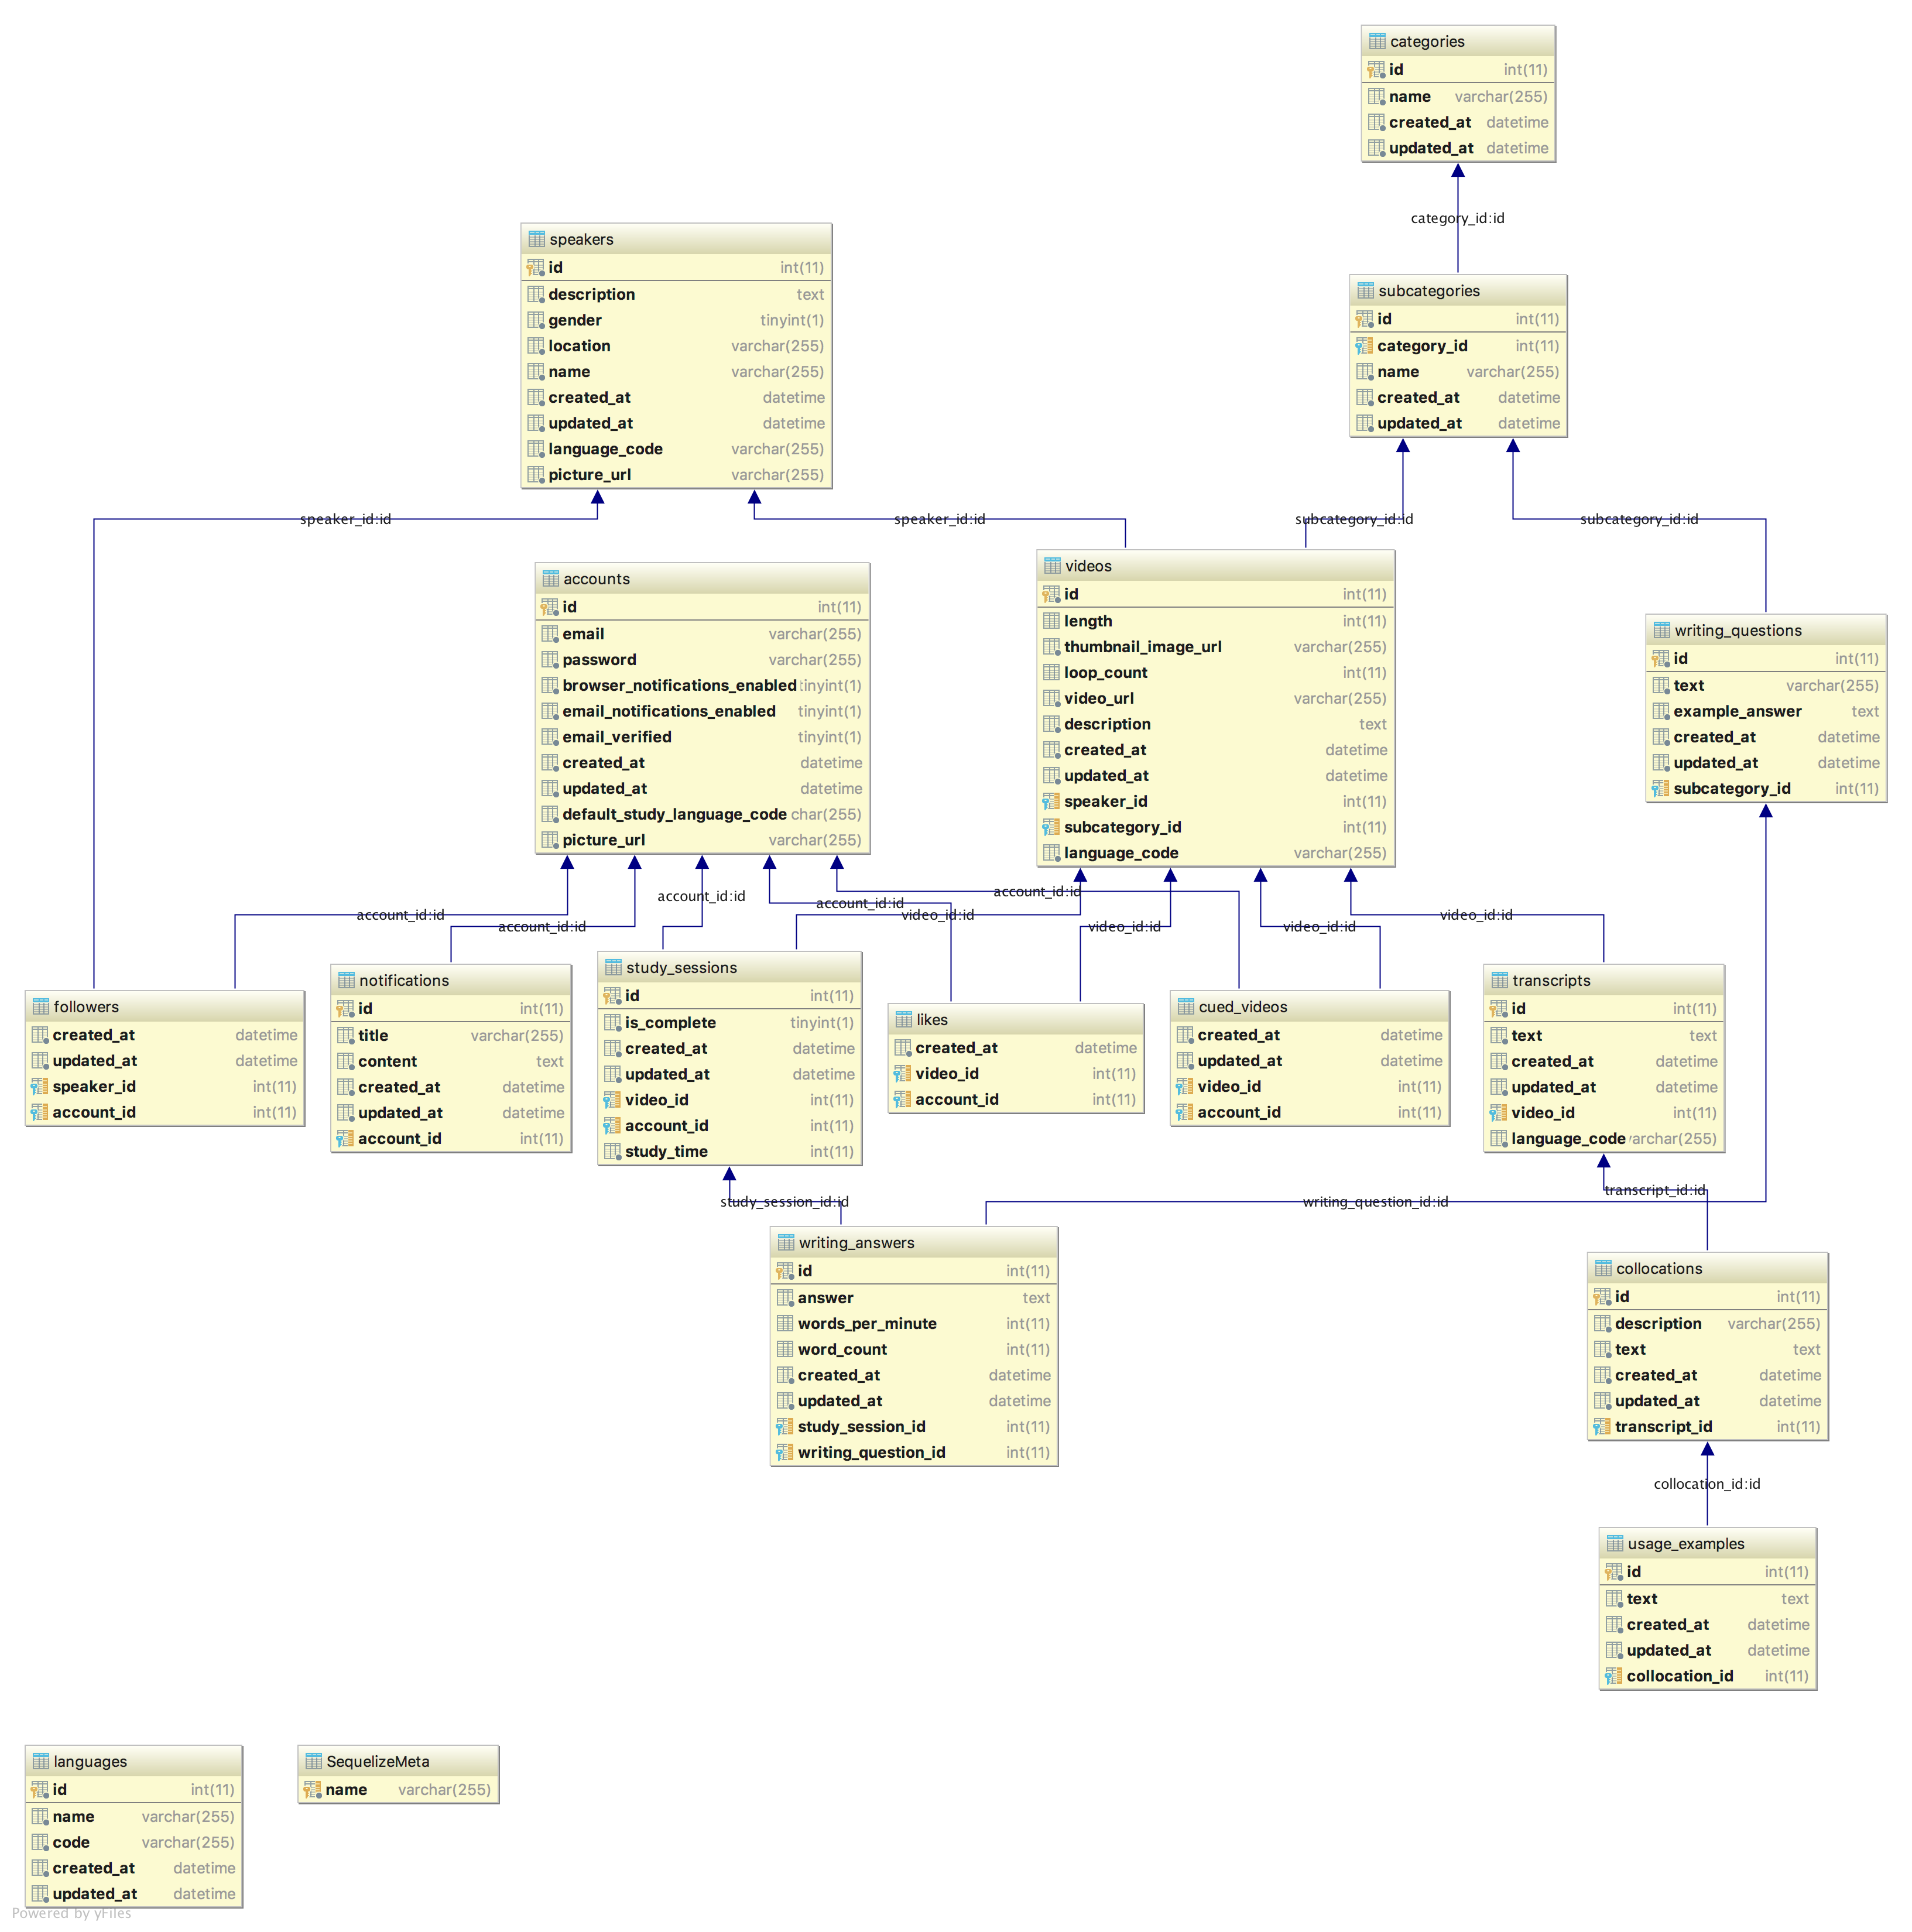 categories
id int(11)
name varchar(255)
created_at datetime
updated_at datetime
category_id:id
speakers
id int(11)
description text
gender tinyint(1)
location varchar(255)
name varchar(255)
created_at datetime
updated_at datetime
language_code varchar(255)
picture_url varchar(255)
subcategories
id int(11)
category_id int(11)
name varchar(255)
created_at datetime
updated_at datetime
speaker_id:id
speaker_id:id
subcategory_id:id
subcategory_id:id
accounts
id int(11)
email varchar(255)
password varchar(255)
browser_notifications_enabled tinyint(1)
email_notifications_enabled tinyint(1)
email_verified tinyint(1)
created_at datetime
updated_at datetime
default_study_language_code char(255)
picture_url varchar(255)
videos
id int(11)
length int(11)
thumbnail_image_url varchar(255)
loop_count int(11)
video_url varchar(255)
description text
created_at datetime
updated_at datetime
speaker_id int(11)
subcategory_id int(11)
language_code varchar(255)
writing_questions
id int(11)
text varchar(255)
example_answer text
created_at datetime
updated_at datetime
subcategory_id int(11)
account_id:id
account_id:id
account_id:id
account_id:id
account_id:id
video_id:id
video_id:id
video_id:id
video_id:id
followers
created_at datetime
updated_at datetime
speaker_id int(11)
account_id int(11)
notifications
id int(11)
title varchar(255)
content text
created_at datetime
updated_at datetime
account_id int(11)
study_sessions
id int(11)
is_complete tinyint(1)
created_at datetime
updated_at datetime
video_id int(11)
account_id int(11)
study_time int(11)
likes
created_at datetime
video_id int(11)
account_id int(11)
cued_videos
created_at datetime
updated_at datetime
video_id int(11)
account_id int(11)
transcripts
id int(11)
text text
created_at datetime
updated_at datetime
video_id int(11)
language_code varchar(255)
study_session_id:id
writing_question_id:id
transcript_id:id
writing_answers
id int(11)
answer text
words_per_minute int(11)
word_count int(11)
created_at datetime
updated_at datetime
study_session_id int(11)
writing_question_id int(11)
collocations
id int(11)
description varchar(255)
text text
created_at datetime
updated_at datetime
transcript_id int(11)
collocation_id:id
usage_examples
id int(11)
text text
created_at datetime
updated_at datetime
collocation_id int(11)
languages
id int(11)
name varchar(255)
code varchar(255)
created_at datetime
updated_at datetime
SequelizeMeta
name varchar(255)
Powered by yFiles